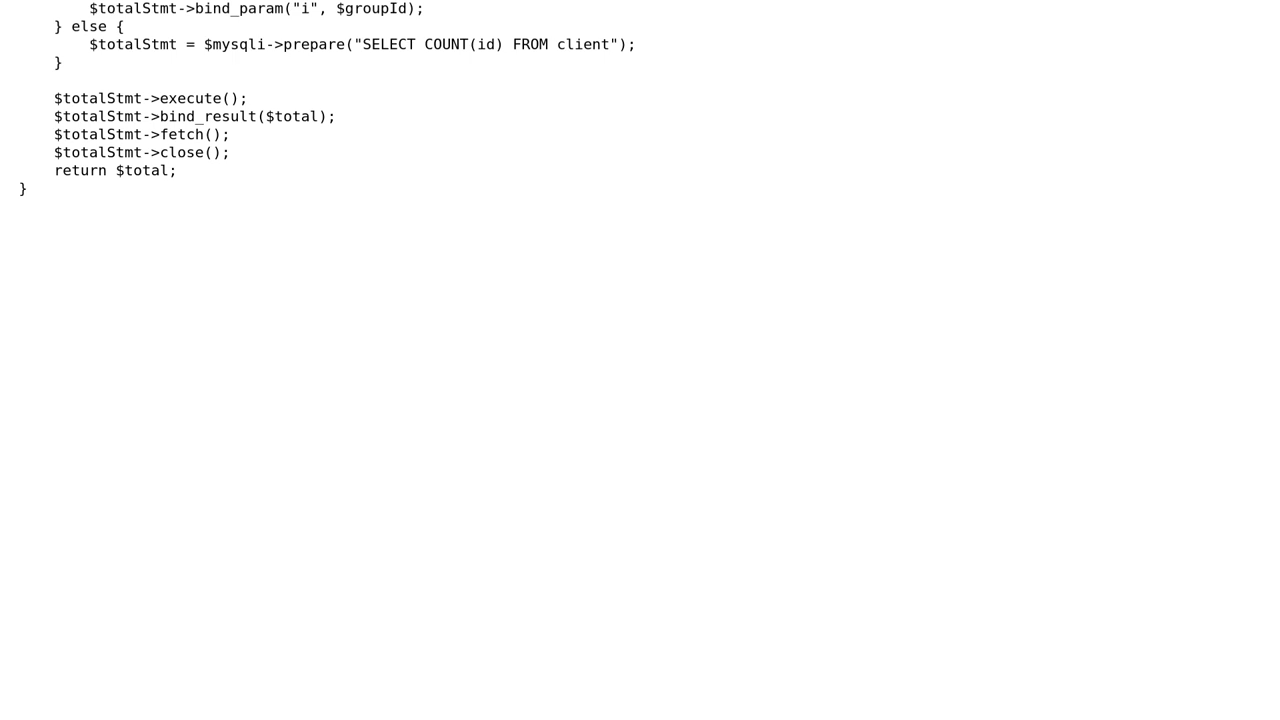 $totalStmt->bind_param("i", $groupId);
    } else {
        $totalStmt = $mysqli->prepare("SELECT COUNT(id) FROM client");
    }

    $totalStmt->execute();
    $totalStmt->bind_result($total);
    $totalStmt->fetch();
    $totalStmt->close();
    return $total;
}